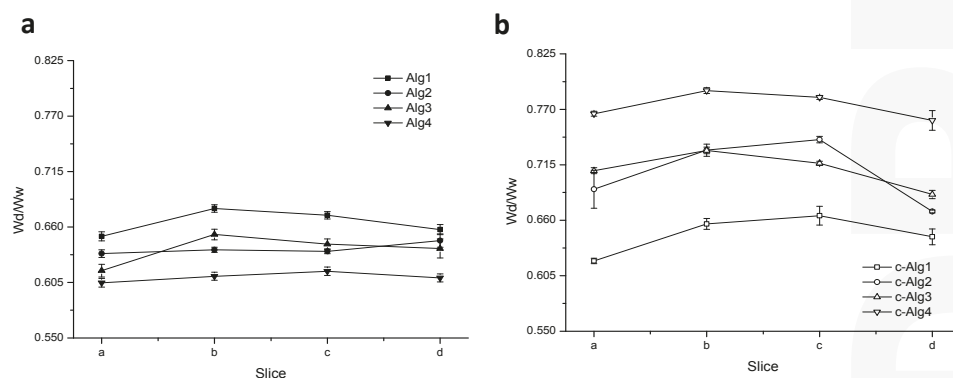 a
0.825
0.770
0.715
0.660
0.605
0.550
Wd/Ww
Alg1
Alg2
Alg3
Alg4
a b c d
Slice
b
0.825
0.770
0.715
0.660
0.605
0.550
Wd/Ww
c-Alg1
c-Alg2
c-Alg3
c-Alg4
a b c d
Slice